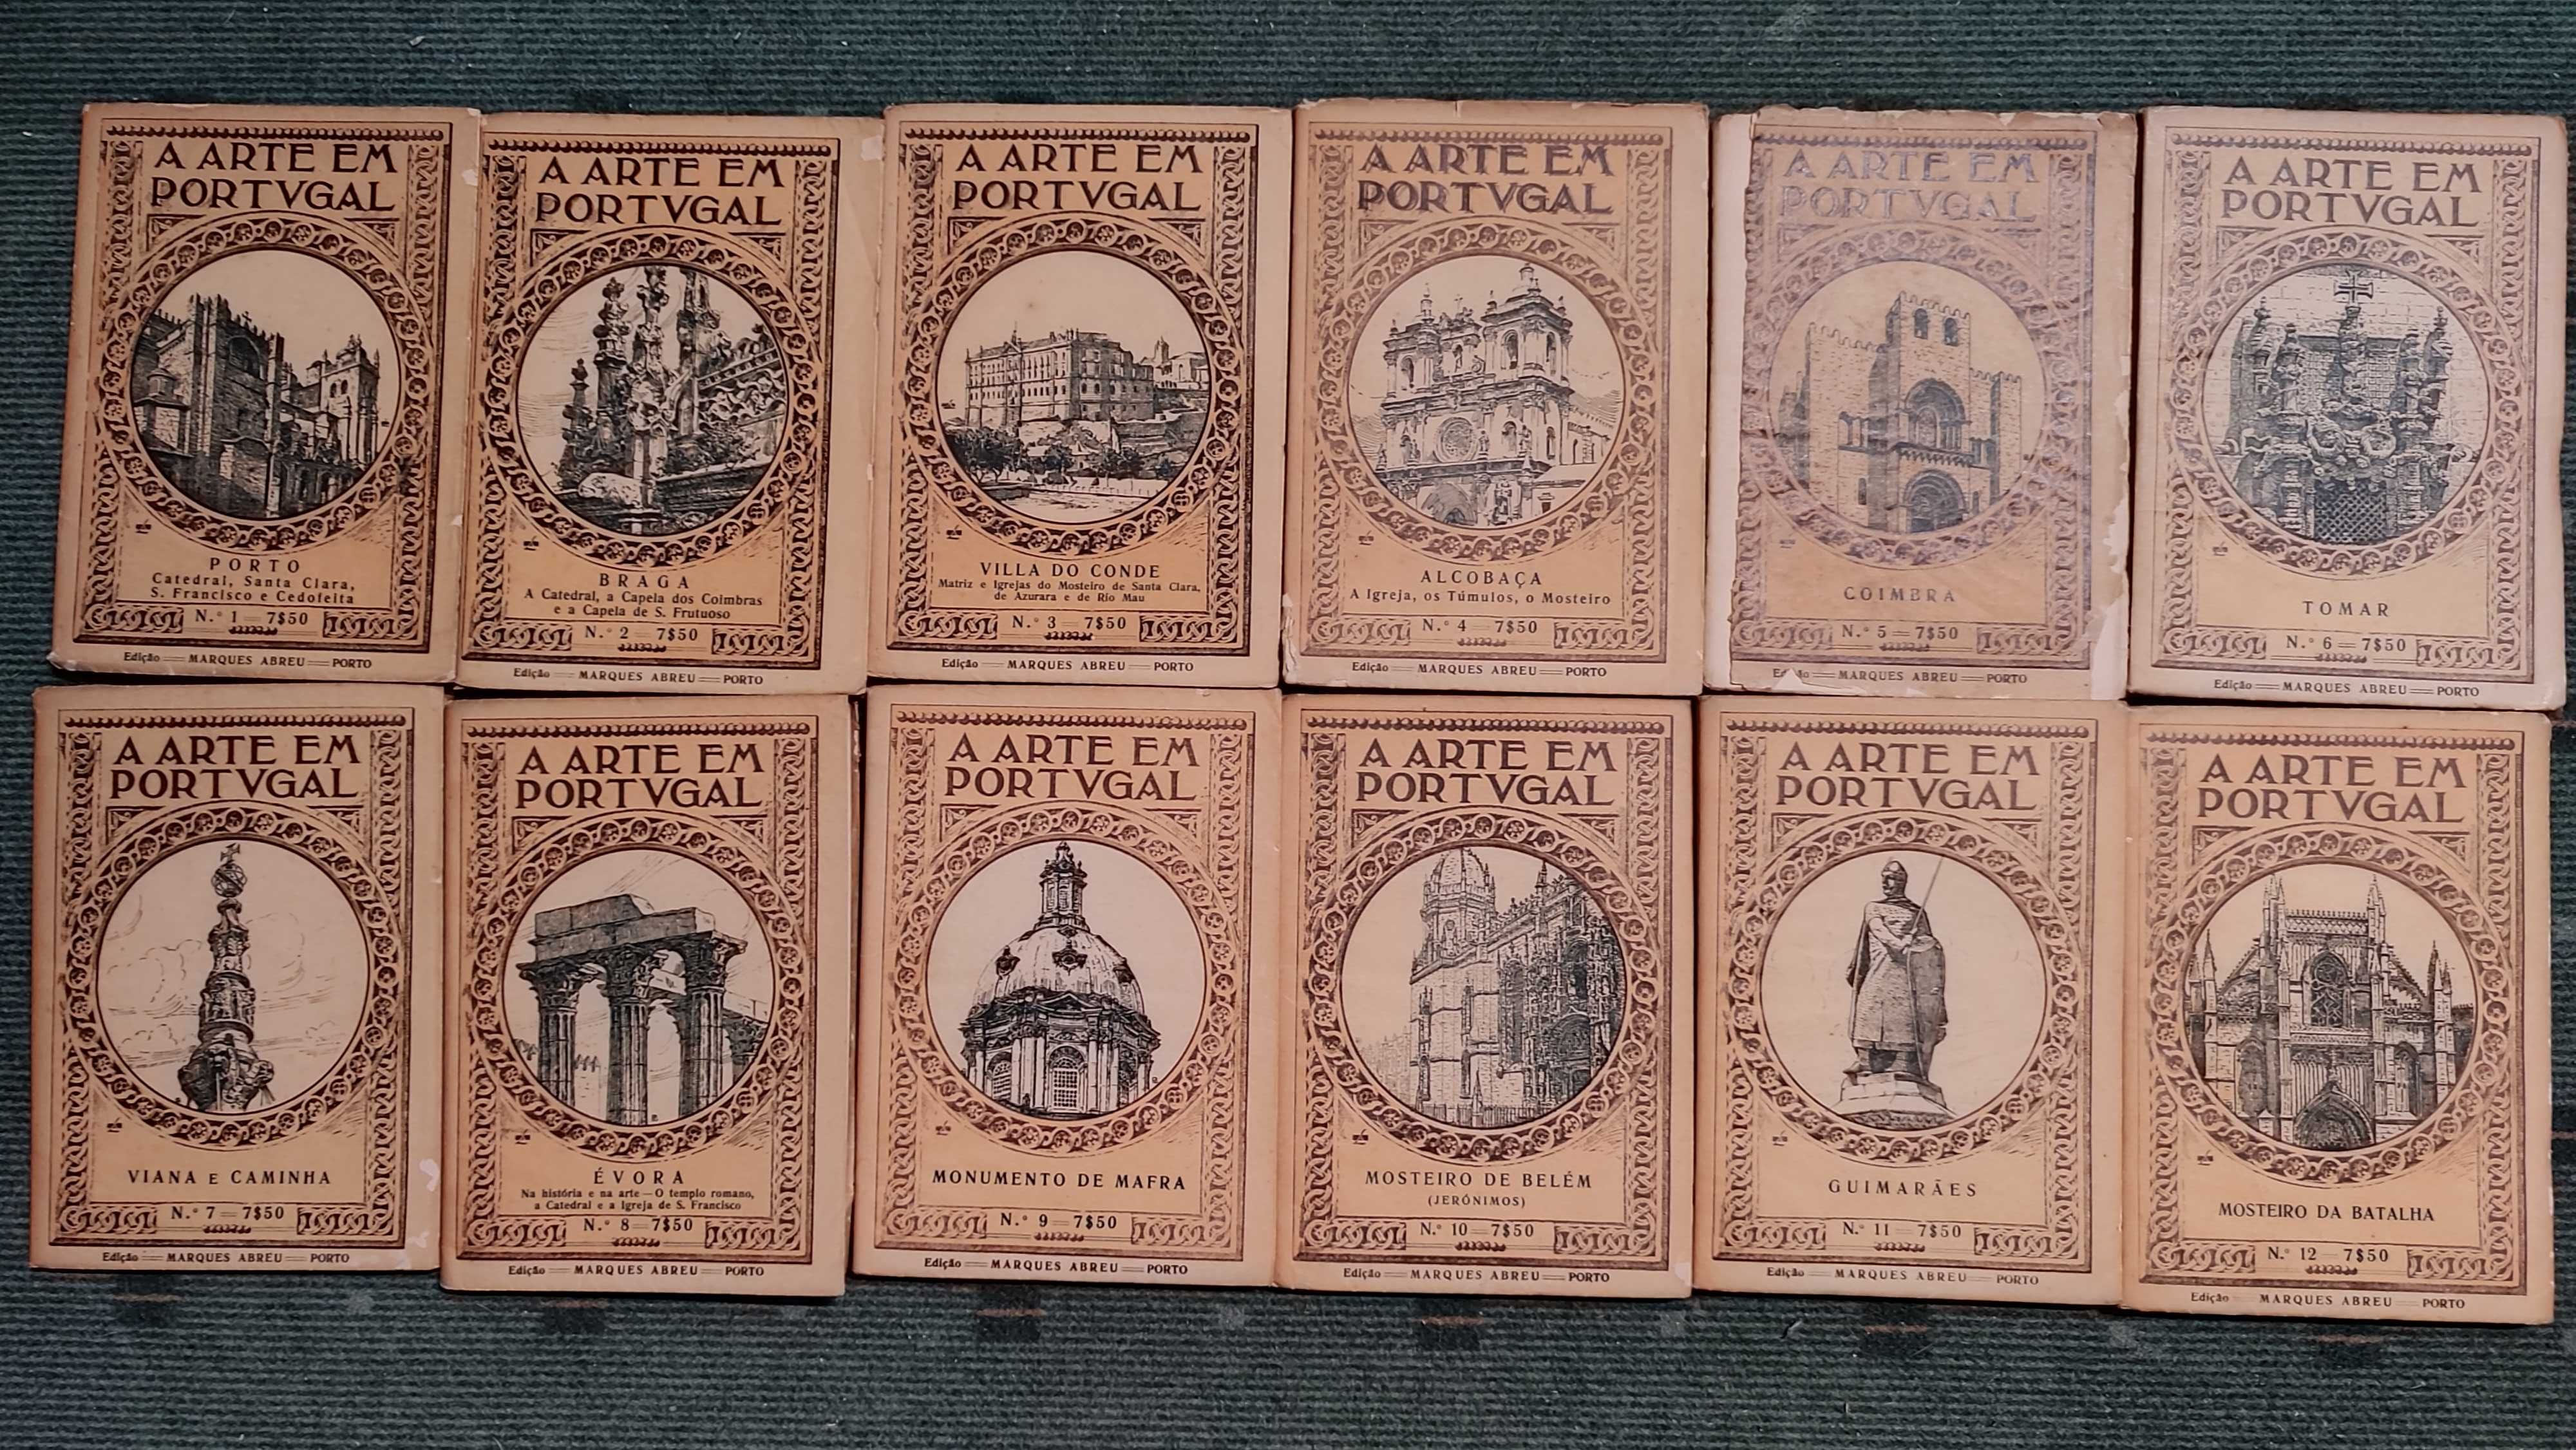 A ARTE EM
PORTVGAL
PORTO
Catedral, Santa Clara,
S. Francisco e Cedofeita
N.º 1 — 7$50
Edição — MARQUES ABREU — PORTO
A ARTE EM
PORTVGAL
BRAGA
A Catedral, a Capela dos Coimbras
e a Capela de S. Frutuoso
N.º 2 — 7$50
Edição — MARQUES ABREU — PORTO
A ARTE EM
PORTVGAL
VILLA DO CONDE
Matriz e Igrejas do Mosteiro de Santa Clara,
de Azurara e de Rio Mau
N.º 3 — 7$50
Edição — MARQUES ABREU — PORTO
A ARTE EM
PORTVGAL
ALCOBAÇA
A Igreja, os Túmulos, o Mosteiro
N.º 4 — 7$50
Edição — MARQUES ABREU — PORTO
A ARTE EM
PORTVGAL
COIMBRA
N.º 5 — 7$50
Edição — MARQUES ABREU — PORTO
A ARTE EM
PORTVGAL
TOMAR
N.º 6 — 7$50
Edição — MARQUES ABREU — PORTO
A ARTE EM
PORTVGAL
VIANA E CAMINHA
N.º 7 — 7$50
Edição — MARQUES ABREU — PORTO
A ARTE EM
PORTVGAL
ÉVORA
Na história e na arte — O templo romano,
a Catedral e a Igreja de S. Francisco
N.º 8 — 7$50
Edição — MARQUES ABREU — PORTO
A ARTE EM
PORTVGAL
MONUMENTO DE MAFRA
N.º 9 — 7$50
Edição — MARQUES ABREU — PORTO
A ARTE EM
PORTVGAL
MOSTEIRO DE BELÉM
(JERÓNIMOS)
N.º 10 — 7$50
Edição — MARQUES ABREU — PORTO
A ARTE EM
PORTVGAL
GUIMARÃES
N.º 11 — 7$50
Edição — MARQUES ABREU — PORTO
A ARTE EM
PORTVGAL
MOSTEIRO DA BATALHA
N.º 12 — 7$50
Edição — MARQUES ABREU — PORTO